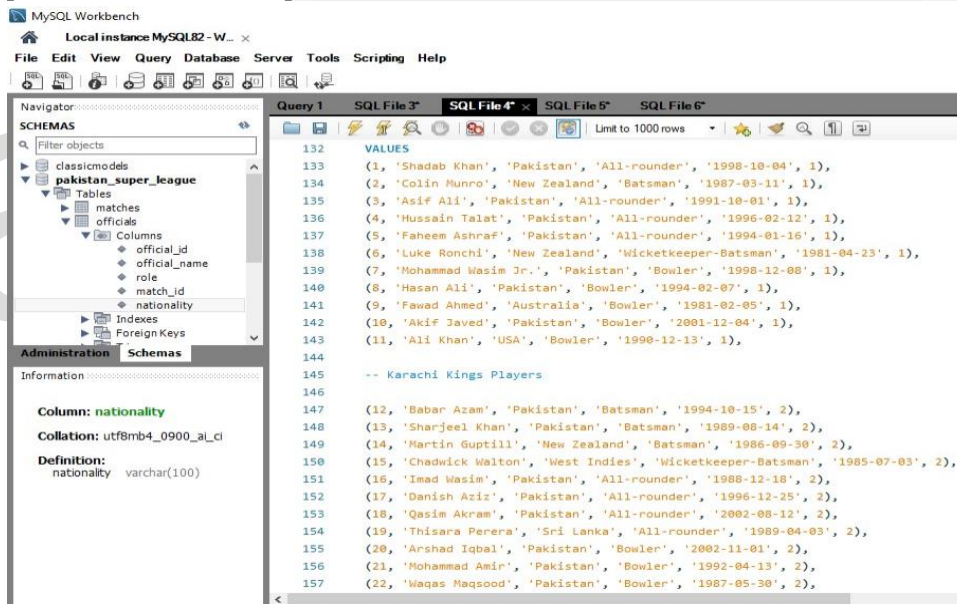 MySQL Workbench
Local instance MySQL82 - W... ×
File Edit View Query Database Server Tools Scripting Help
Navigator
SCHEMAS
Filter objects
classicmodels
pakistan_super_league
Tables
matches
officials
Columns
official_id
official_name
role
match_id
nationality
Indexes
Foreign Keys
Administration Schemas
Information
Column: nationality
Collation: utf8mb4_0900_ai_ci
Definition:
nationality varchar(100)
Query 1 SQL File 3* SQL File 4* × SQL File 5* SQL File 6*
Limit to 1000 rows
132 VALUES
133 (1, 'Shadab Khan', 'Pakistan', 'All-rounder', '1998-10-04', 1),
134 (2, 'Colin Munro', 'New Zealand', 'Batsman', '1987-03-11', 1),
135 (3, 'Asif Ali', 'Pakistan', 'All-rounder', '1991-10-01', 1),
136 (4, 'Hussain Talat', 'Pakistan', 'All-rounder', '1996-02-12', 1),
137 (5, 'Faheem Ashraf', 'Pakistan', 'All-rounder', '1994-01-16', 1),
138 (6, 'Luke Ronchi', 'New Zealand', 'Wicketkeeper-Batsman', '1981-04-23', 1),
139 (7, 'Mohammad Wasim Jr.', 'Pakistan', 'Bowler', '1998-12-08', 1),
140 (8, 'Hasan Ali', 'Pakistan', 'Bowler', '1994-02-07', 1),
141 (9, 'Fawad Ahmed', 'Australia', 'Bowler', '1981-02-05', 1),
142 (10, 'Akif Javed', 'Pakistan', 'Bowler', '2001-12-04', 1),
143 (11, 'Ali Khan', 'USA', 'Bowler', '1990-12-13', 1),
144
145 -- Karachi Kings Players
146
147 (12, 'Babar Azam', 'Pakistan', 'Batsman', '1994-10-15', 2),
148 (13, 'Sharjeel Khan', 'Pakistan', 'Batsman', '1989-08-14', 2),
149 (14, 'Martin Guptill', 'New Zealand', 'Batsman', '1986-09-30', 2),
150 (15, 'Chadwick Walton', 'West Indies', 'Wicketkeeper-Batsman', '1985-07-03', 2),
151 (16, 'Imad Wasim', 'Pakistan', 'All-rounder', '1988-12-18', 2),
152 (17, 'Danish Aziz', 'Pakistan', 'All-rounder', '1996-12-25', 2),
153 (18, 'Qasim Akram', 'Pakistan', 'All-rounder', '2002-08-12', 2),
154 (19, 'Thisara Perera', 'Sri Lanka', 'All-rounder', '1989-04-03', 2),
155 (20, 'Arshad Iqbal', 'Pakistan', 'Bowler', '2002-11-01', 2),
156 (21, 'Mohammad Amir', 'Pakistan', 'Bowler', '1992-04-13', 2),
157 (22, 'Waqas Maqsood', 'Pakistan', 'Bowler', '1987-05-30', 2),